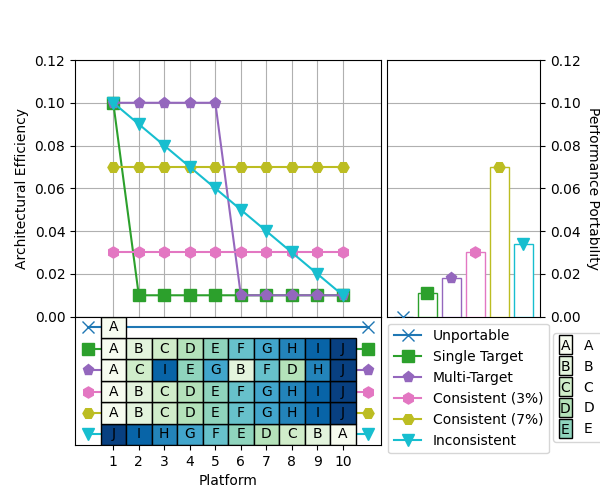 0.12
0.10
0.08
0.06
0.04
0.02
0.00
Architectural Efficiency
0.12
0.10
0.08
0.06
0.04
0.02
0.00
Performance Portability
A
A B C D E F G H I J
A C I E G B F D H J
A B C D E F G H I J
A B C D E F G H I J
J I H G F E D C B A
1 2 3 4 5 6 7 8 9 10
Platform
Unportable
Single Target
Multi-Target
Consistent (3%)
Consistent (7%)
Inconsistent
A A
B B
C C
D D
E E